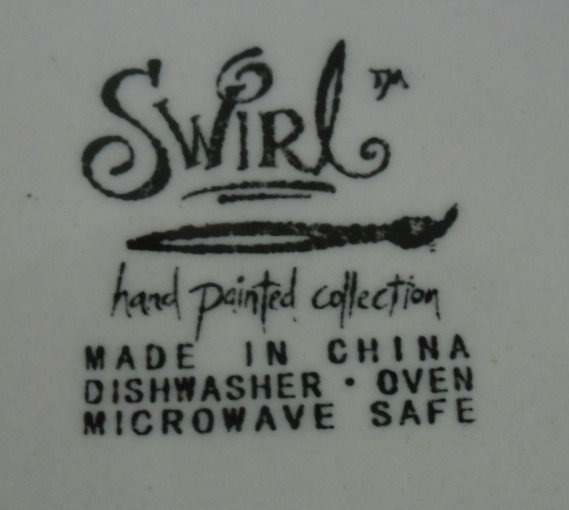 Swirl™
hand painted collection
MADE IN CHINA
DISHWASHER · OVEN
MICROWAVE SAFE